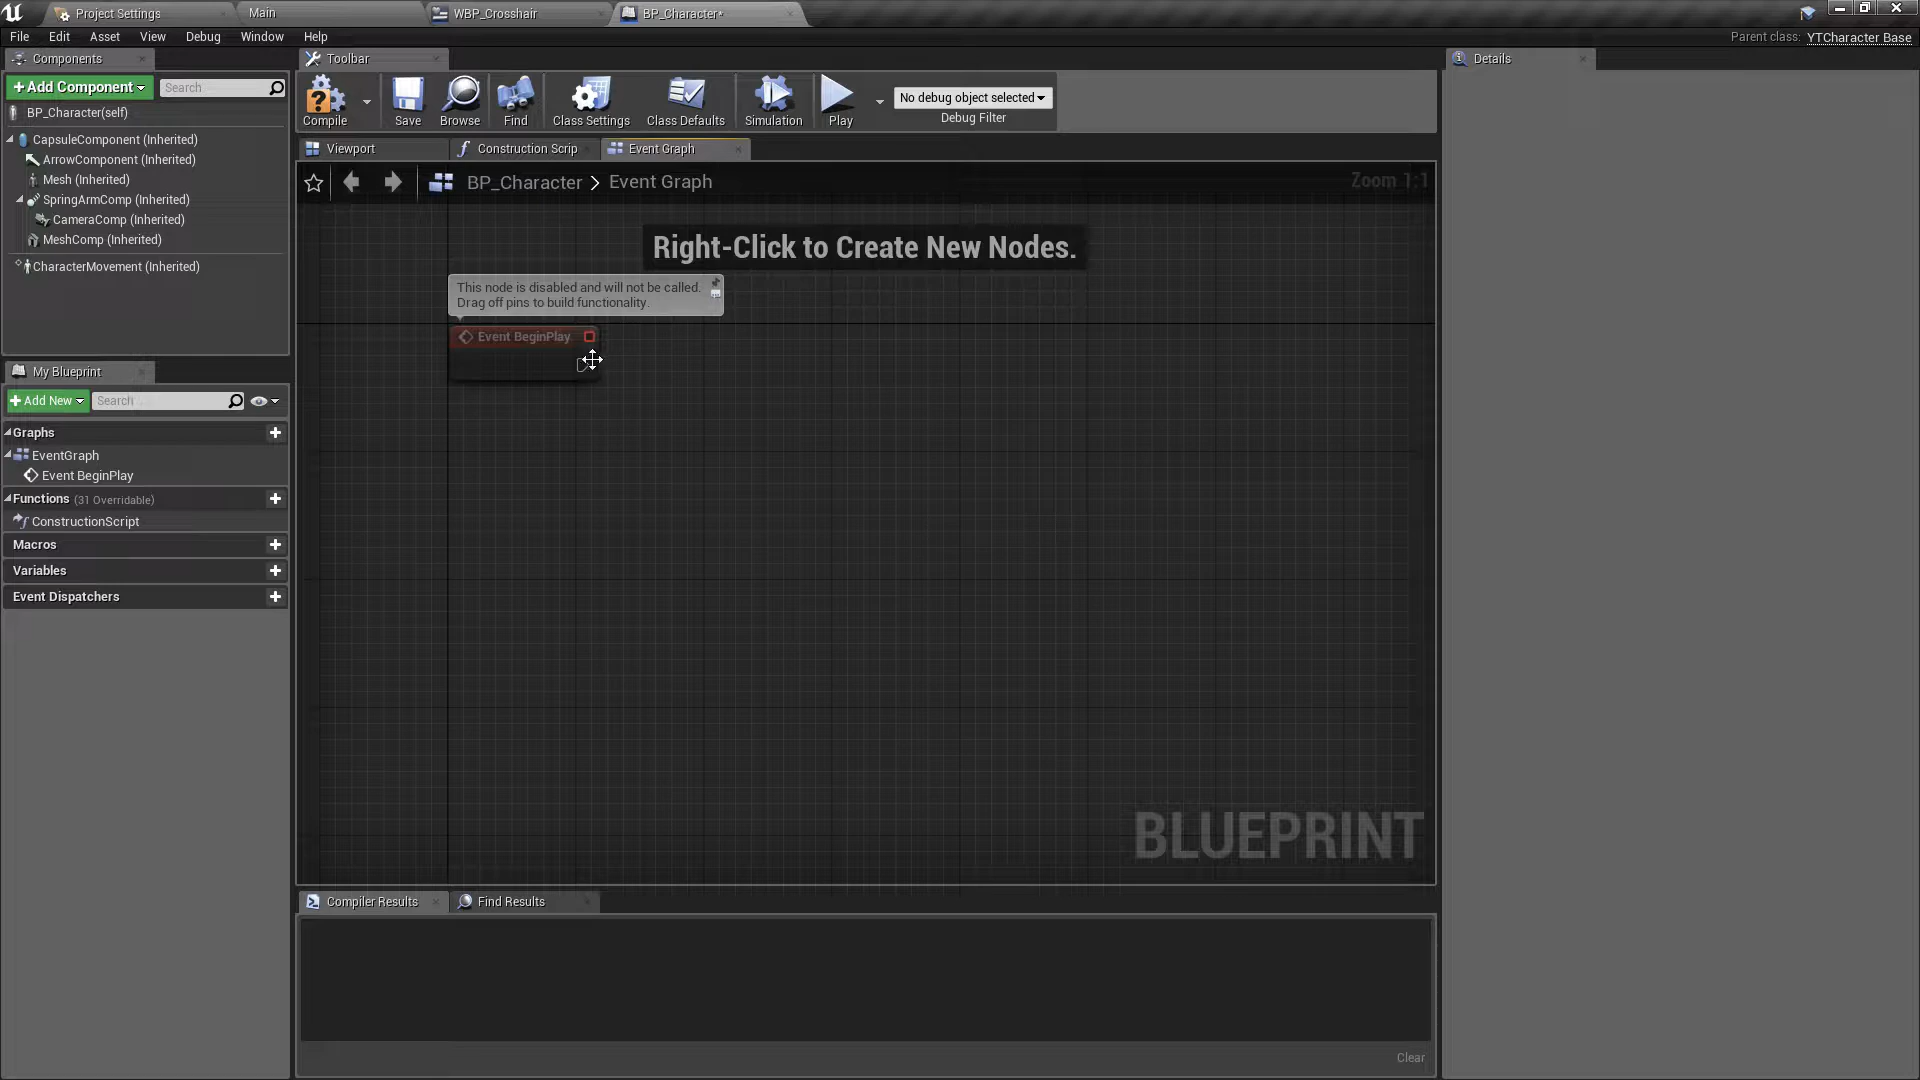 Project Settings
Main
WBP_Crosshair
BP_Character*
File
Edit
Asset
View
Debug
Window
Help
Parent class: YTCharacter Base
Components
+Add Component
Search
BP_Character(self)
CapsuleComponent (Inherited)
ArrowComponent (Inherited)
Mesh (Inherited)
SpringArmComp (Inherited)
CameraComp (Inherited)
MeshComp (Inherited)
CharacterMovement (Inherited)
My Blueprint
+Add New
Search
Graphs
EventGraph
Event BeginPlay
Functions (31 Overridable)
ConstructionScript
Macros
Variables
Event Dispatchers
Toolbar
Compile
Save
Browse
Find
Class Settings
Class Defaults
Simulation
Play
No debug object selected
Debug Filter
Viewport
Construction Scrip
Event Graph
BP_Character > Event Graph
Zoom 1:1
Right-Click to Create New Nodes.
This node is disabled and will not be called.
Drag off pins to build functionality.
Event BeginPlay
BLUEPRINT
Compiler Results
Find Results
Clear
Details